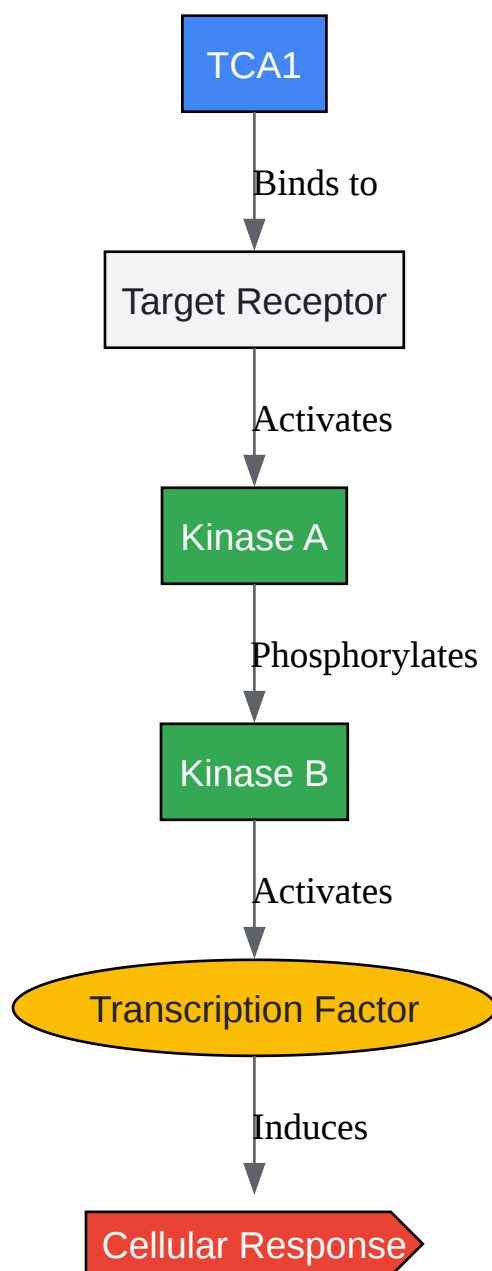 TCA1
Binds to
Target Receptor
Activates
Kinase A
Phosphorylates
Kinase B
Activates
Transcription Factor
Induces
Cellular Response